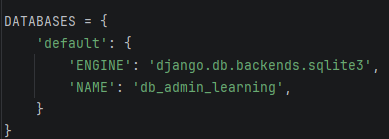 DATABASES = {
    'default': {
        'ENGINE': 'django.db.backends.sqlite3',
        'NAME': 'db_admin_learning',
    }
}